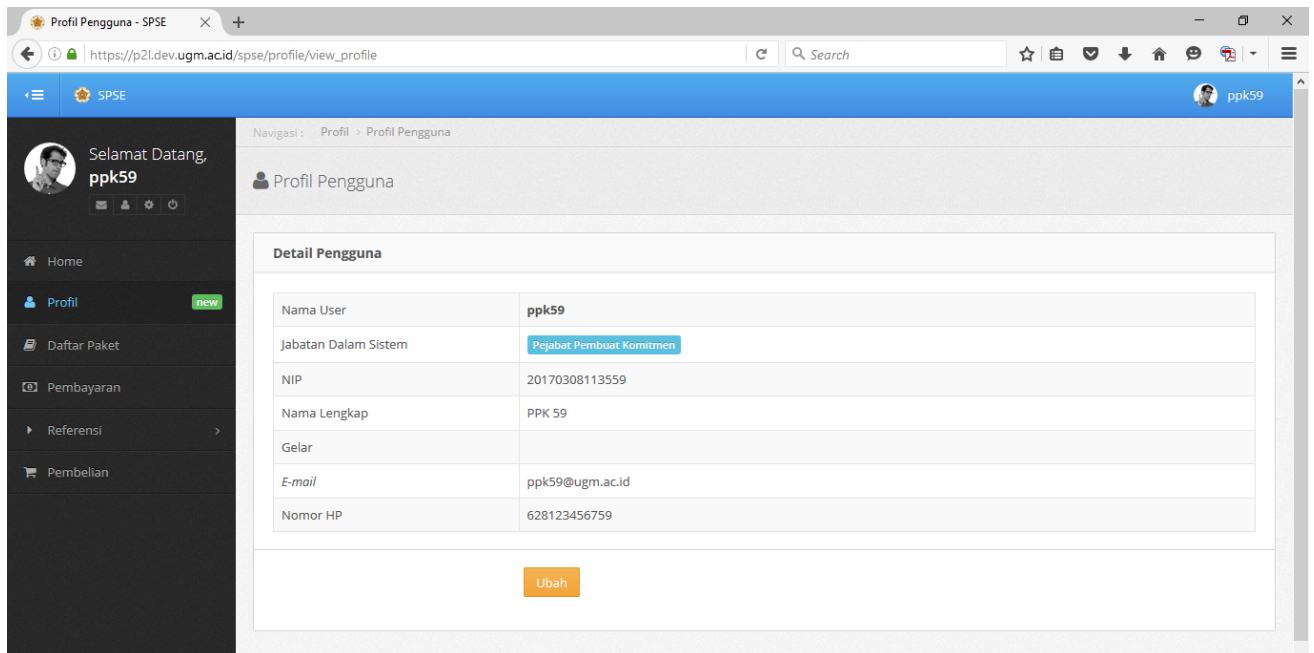 Profil Pengguna - SPSE
https://p2l.dev.ugm.ac.id/spse/profile/view_profile
Search
SPSE
ppk59
Selamat Datang,
ppk59
Navigasi : Profil > Profil Pengguna
Profil Pengguna
Home
Profil new
Daftar Paket
Pembayaran
Referensi
Pembelian
Detail Pengguna
Nama User ppk59
Jabatan Dalam Sistem Pejabat Pembuat Komitmen
NIP 20170308113559
Nama Lengkap PPK 59
Gelar
E-mail ppk59@ugm.ac.id
Nomor HP 628123456759
Ubah